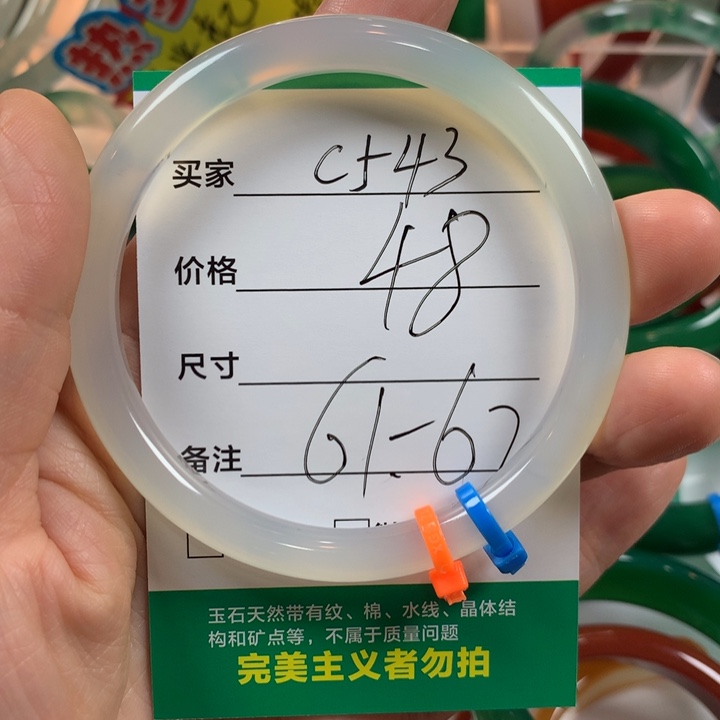 热
买家 ct43
价格 48
尺寸
备注 61-62
玉石天然带有纹、棉、水线、晶体结
构和矿点等，不属于质量问题
完美主义者勿拍